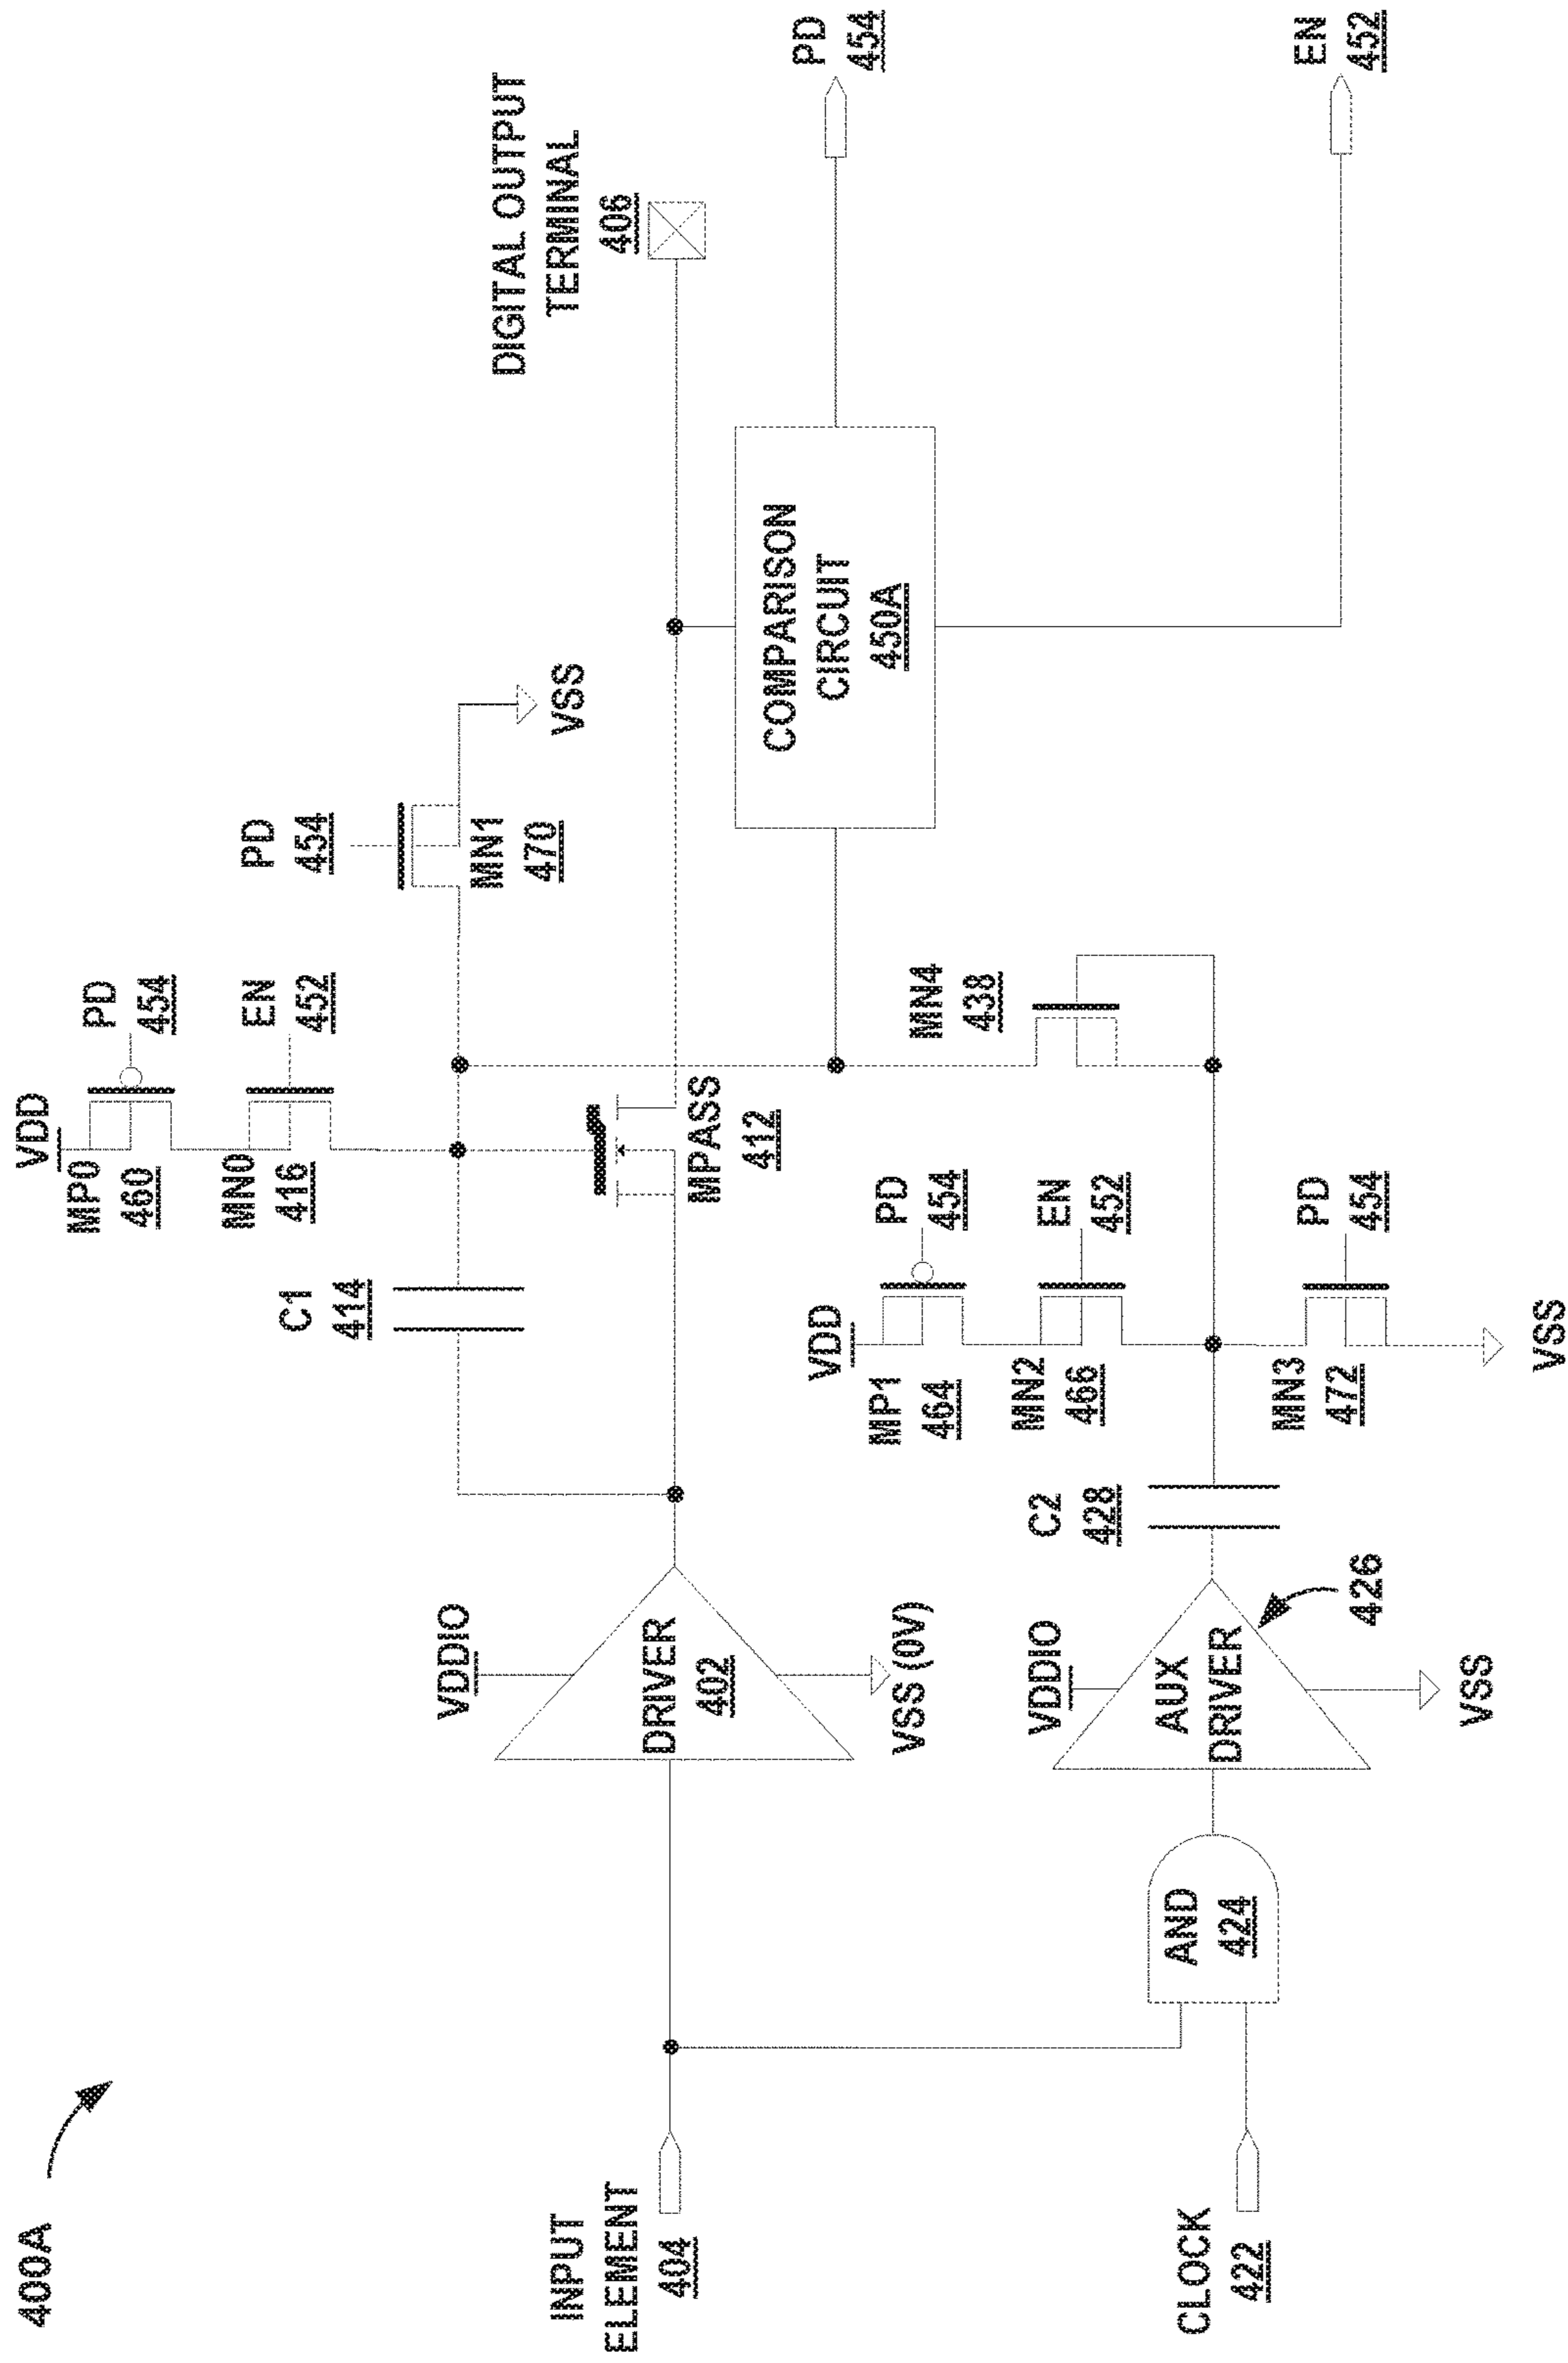 400A
VDD
MP0
460
PD
454
MN0
416
EN
452
C1
414
PD
454
MN1
470
VSS
DIGITAL OUTPUT
TERMINAL
406
VDDIO
DRIVER
402
VSS (0V)
INPUT
ELEMENT
404
MPASS
412
COMPARISON
CIRCUIT
450A
PD
454
VDD
MP1
464
PD
454
MN2
466
EN
452
MN3
472
PD
454
VSS
MN4
438
C2
428
VDDIO
AUX
DRIVER
426
VSS
AND
424
CLOCK
422
EN
452